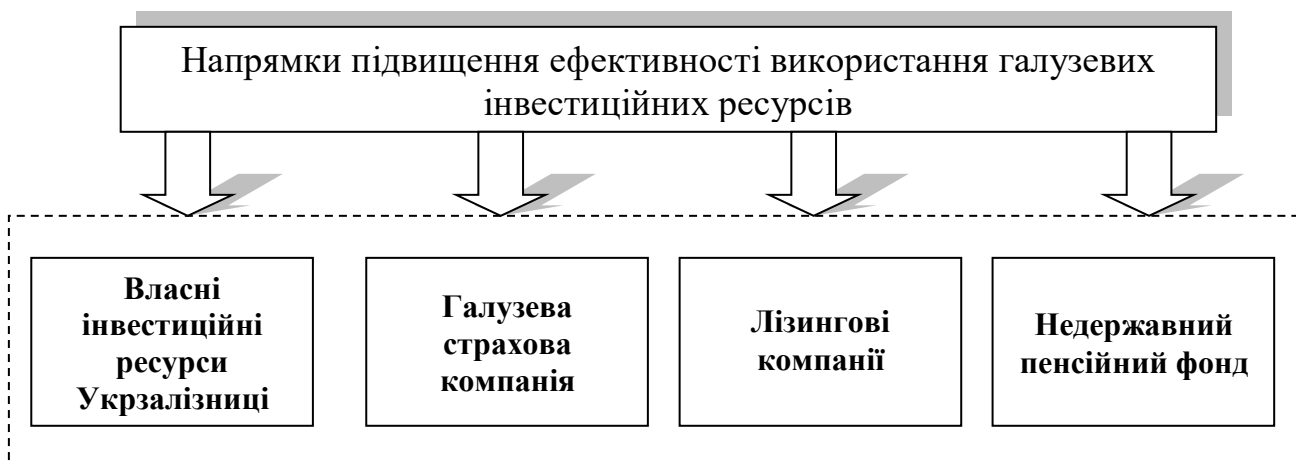 Напрямки підвищення ефективності використання галузевих
інвестиційних ресурсів
Власні
інвестиційні
ресурси
Укрзалізниці
Галузева
страхова
компанія
Лізингові
компанії
Недержавний
пенсійний фонд